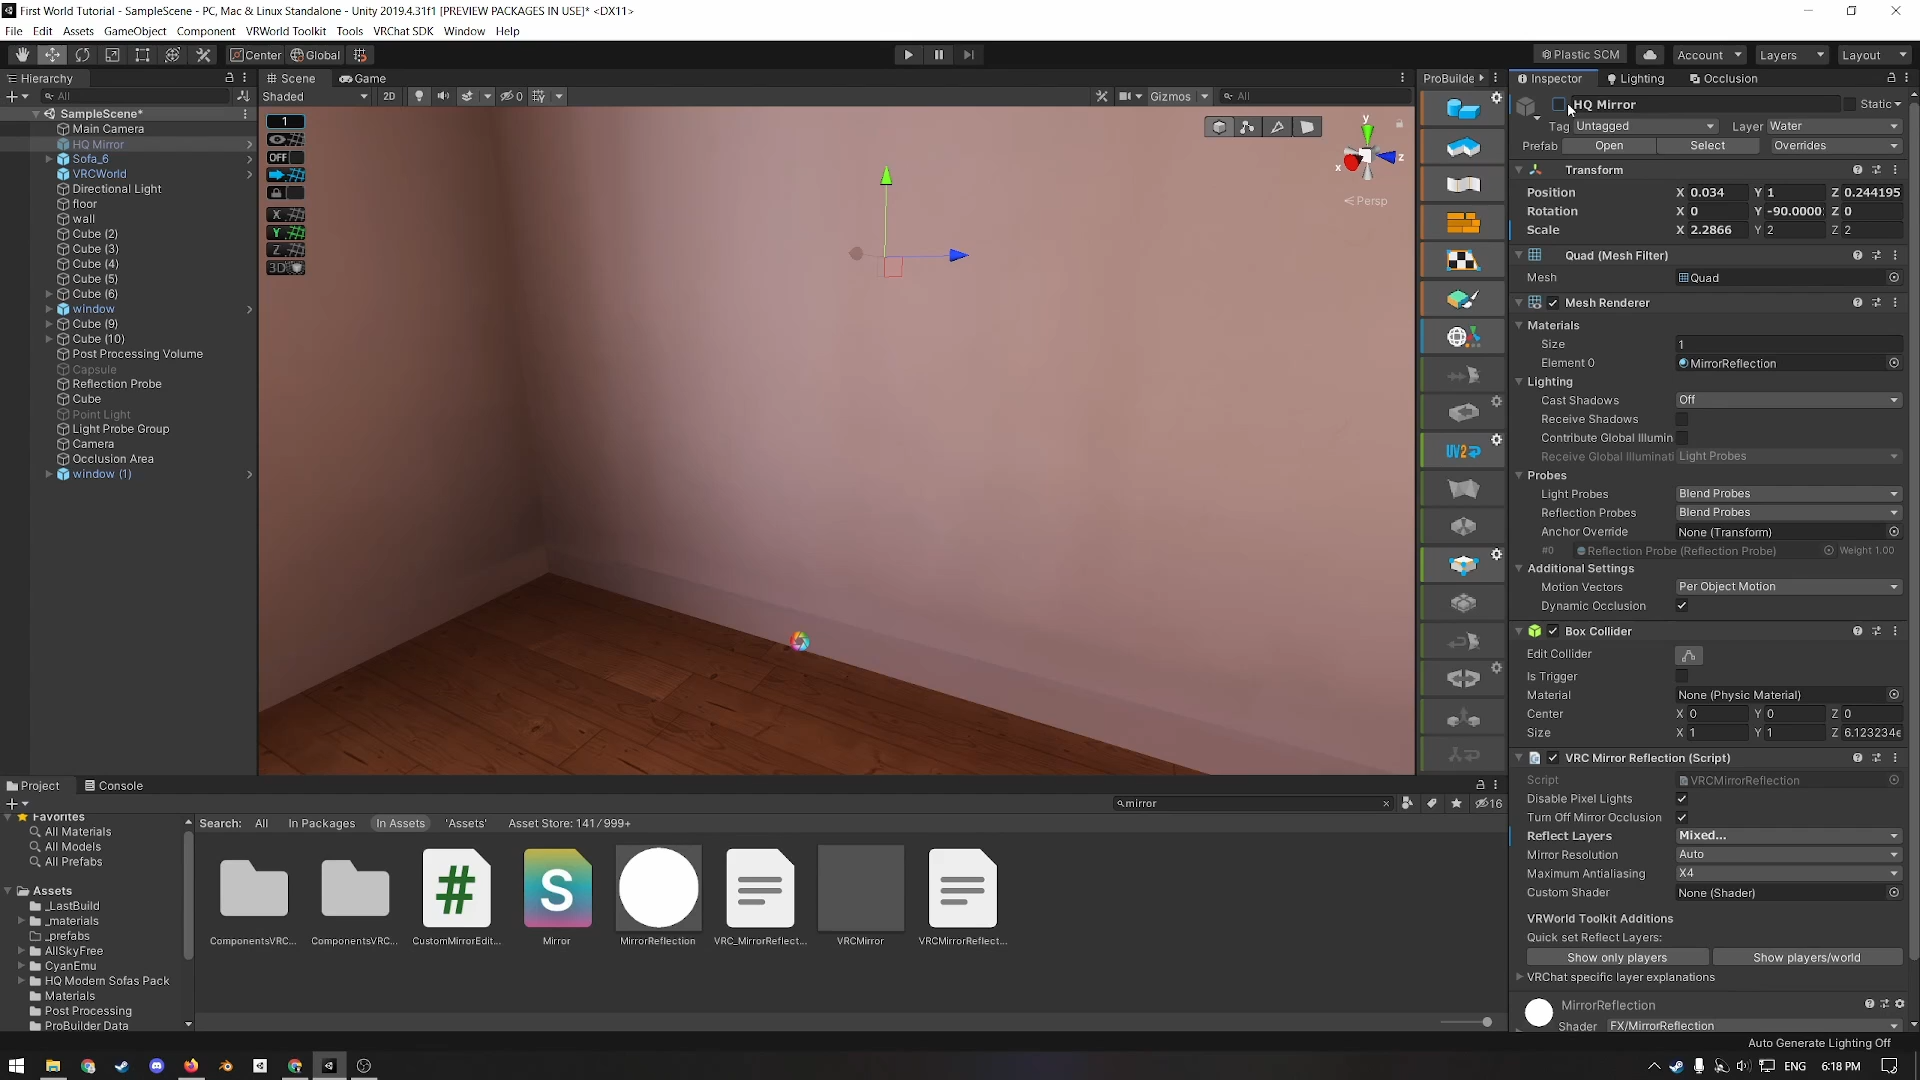 First World Tutorial - SampleScene - PC, Mac & Linux Standalone - Unity 2019.4.31f1 [PREVIEW PACKAGES IN USE]* <DX11>
File Edit Assets GameObject Component VRWorld Toolkit Tools VRChat SDK Window Help
Center Global Plastic SCM Account Layers Layout
Hierarchy
All
SampleScene*
Main Camera
HQ Mirror
Sofa_6
VRCWorld
Directional Light
floor
wall
Cube (2)
Cube (3)
Cube (4)
Cube (5)
Cube (6)
window
Cube (9)
Cube (10)
Post Processing Volume
Capsule
Reflection Probe
Cube
Point Light
Light Probe Group
Camera
Occlusion Area
window (1)
Scene Game
Shaded 2D 0 Gizmos All
1
OFF
X
Y
Z
3D
y
x z
Persp
ProBuilde
UV2
Inspector Lighting Occlusion
HQ Mirror Static
Tag Untagged Layer Water
Prefab Open Select Overrides
Transform
Position X 0.034 Y 1 Z 0.244195
Rotation X 0 Y -90.0000 Z 0
Scale X 2.2866 Y 2 Z 2
Quad (Mesh Filter)
Mesh Quad
Mesh Renderer
Materials
Size 1
Element 0 MirrorReflection
Lighting
Cast Shadows Off
Receive Shadows
Contribute Global Illumin
Receive Global Illuminati Light Probes
Probes
Light Probes Blend Probes
Reflection Probes Blend Probes
Anchor Override None (Transform)
#0 Reflection Probe (Reflection Probe) Weight 1.00
Additional Settings
Motion Vectors Per Object Motion
Dynamic Occlusion
Box Collider
Edit Collider
Is Trigger
Material None (Physic Material)
Center X 0 Y 0 Z 0
Size X 1 Y 1 Z 6.123234e
VRC Mirror Reflection (Script)
Script VRCMirrorReflection
Disable Pixel Lights
Turn Off Mirror Occlusion
Reflect Layers Mixed...
Mirror Resolution Auto
Maximum Antialiasing X4
Custom Shader None (Shader)
VRWorld Toolkit Additions
Quick set Reflect Layers:
Show only players Show players/world
VRChat specific layer explanations
MirrorReflection
Shader FX/MirrorReflection
Project Console
mirror 16
Favorites
All Materials
All Models
All Prefabs
Assets
_LastBuild
_materials
_prefabs
AllSkyFree
CyanEmu
HQ Modern Sofas Pack
Materials
Post Processing
ProBuilder Data
Search: All In Packages In Assets 'Assets' Asset Store: 141/999+
ComponentsVRC... ComponentsVRC... CustomMirrorEdit... Mirror MirrorReflection VRC_MirrorReflect... VRCMirror VRCMirrorReflect...
Auto Generate Lighting Off
ENG 6:18 PM